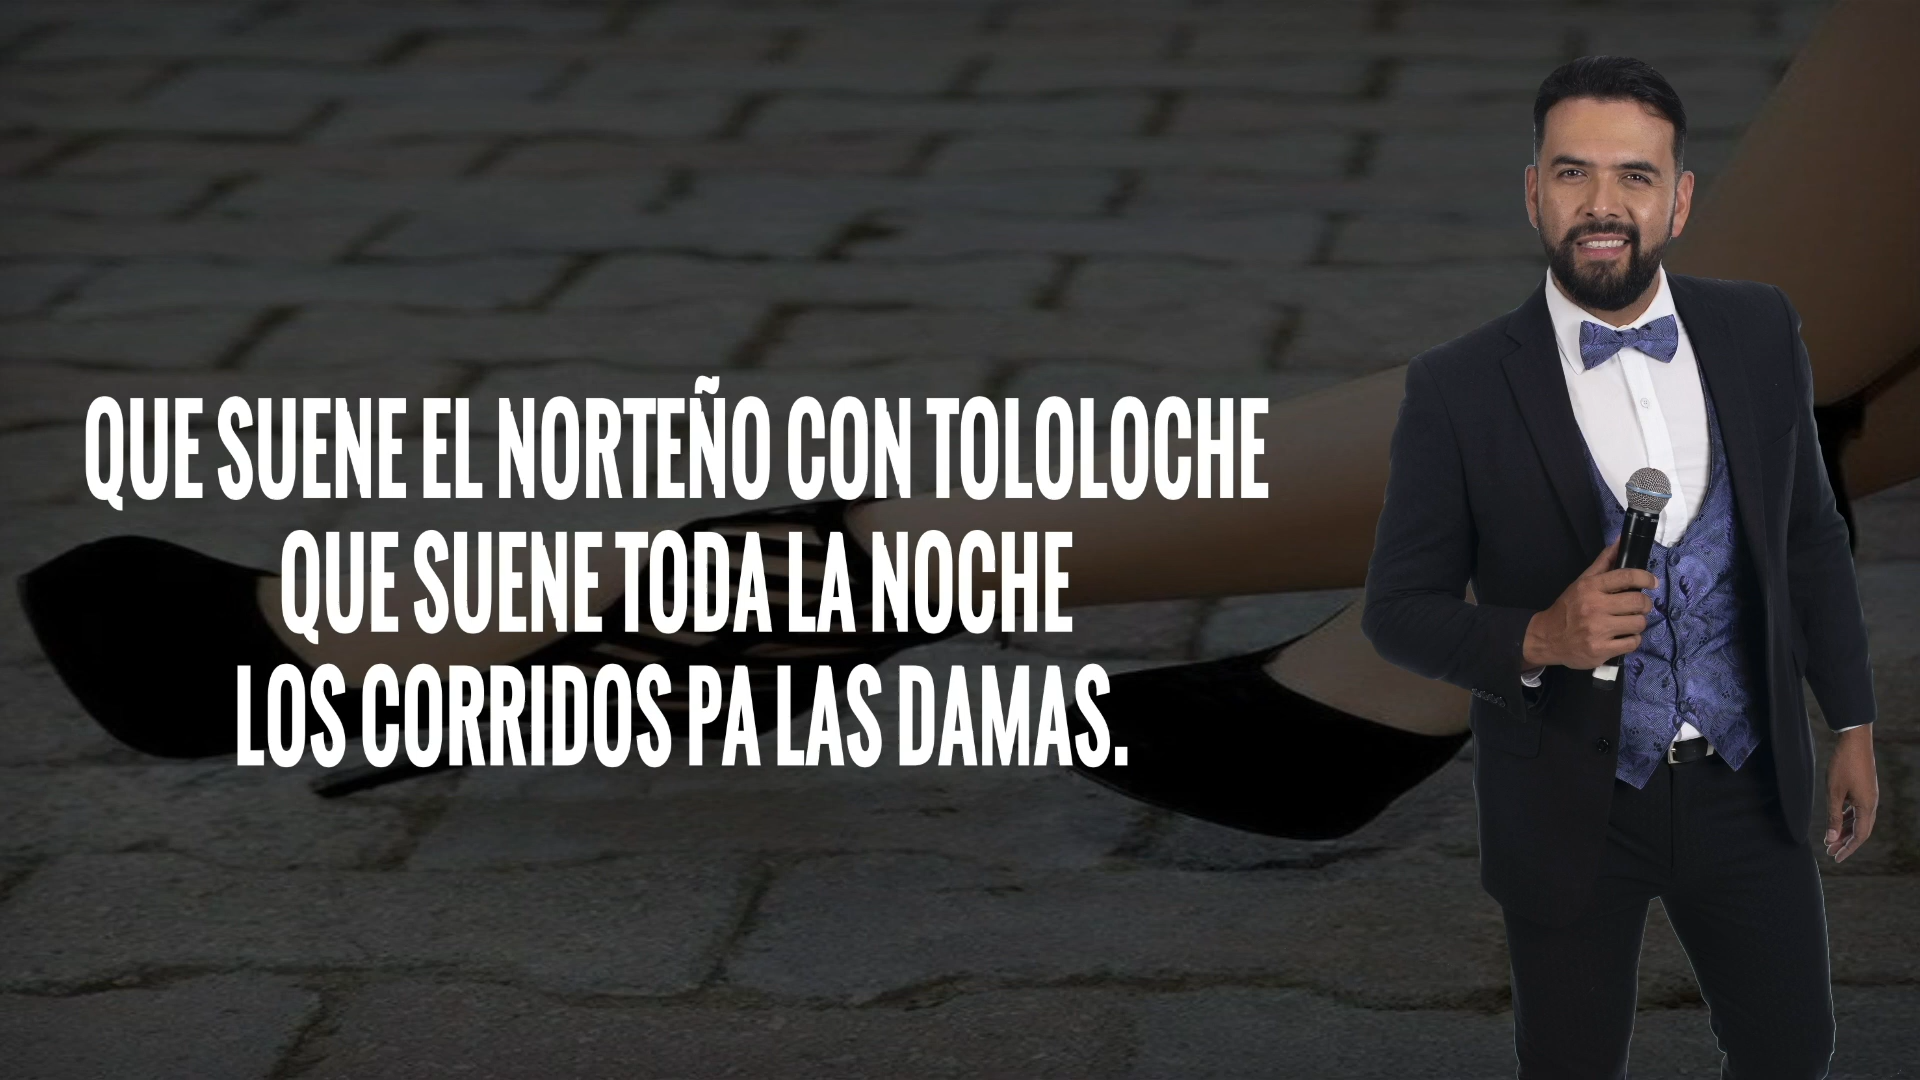 QUE SUENE EL NORTEÑO CON TOLOLOCHE
QUE SUENE TODA LA NOCHE
LOS CORRIDOS PA LAS DAMAS.